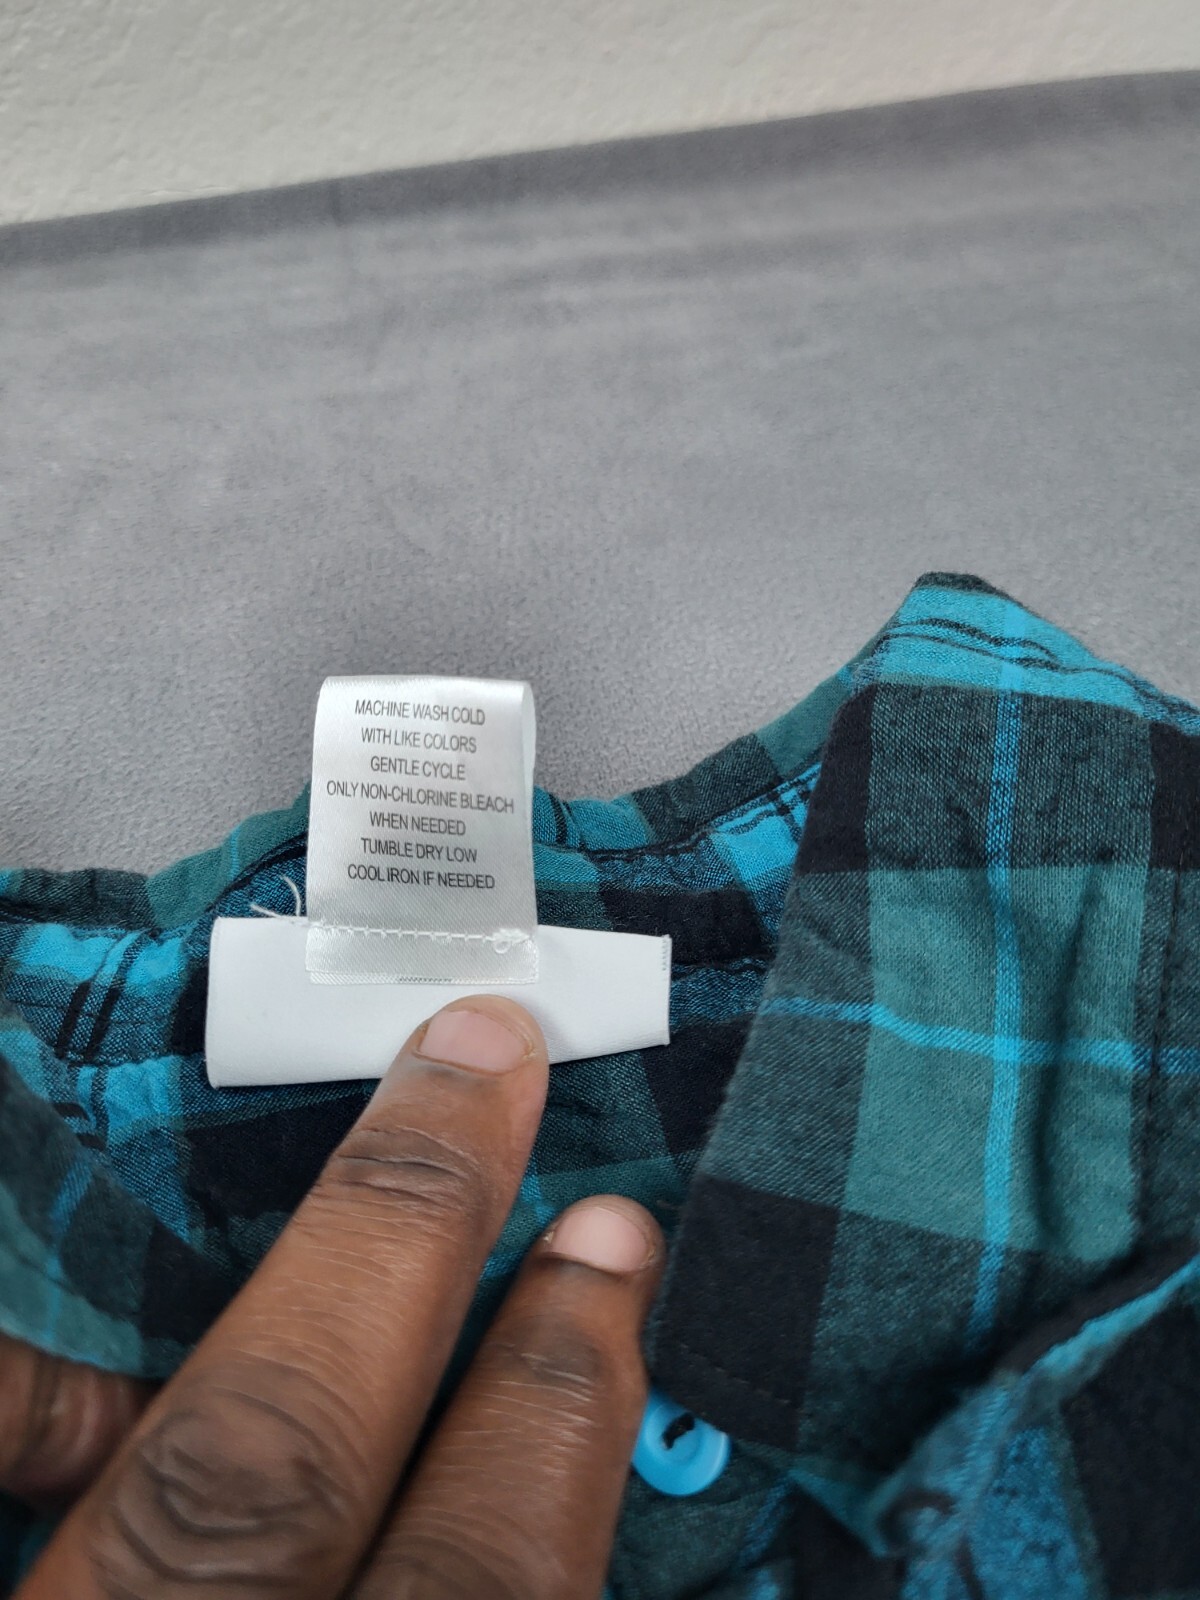 MACHINE WASH COLD
WITH LIKE COLORS
GENTLE CYCLE
ONLY NON-CHLORINE BLEACH
WHEN NEEDED
TUMBLE DRY LOW
COOL IRON IF NEEDED